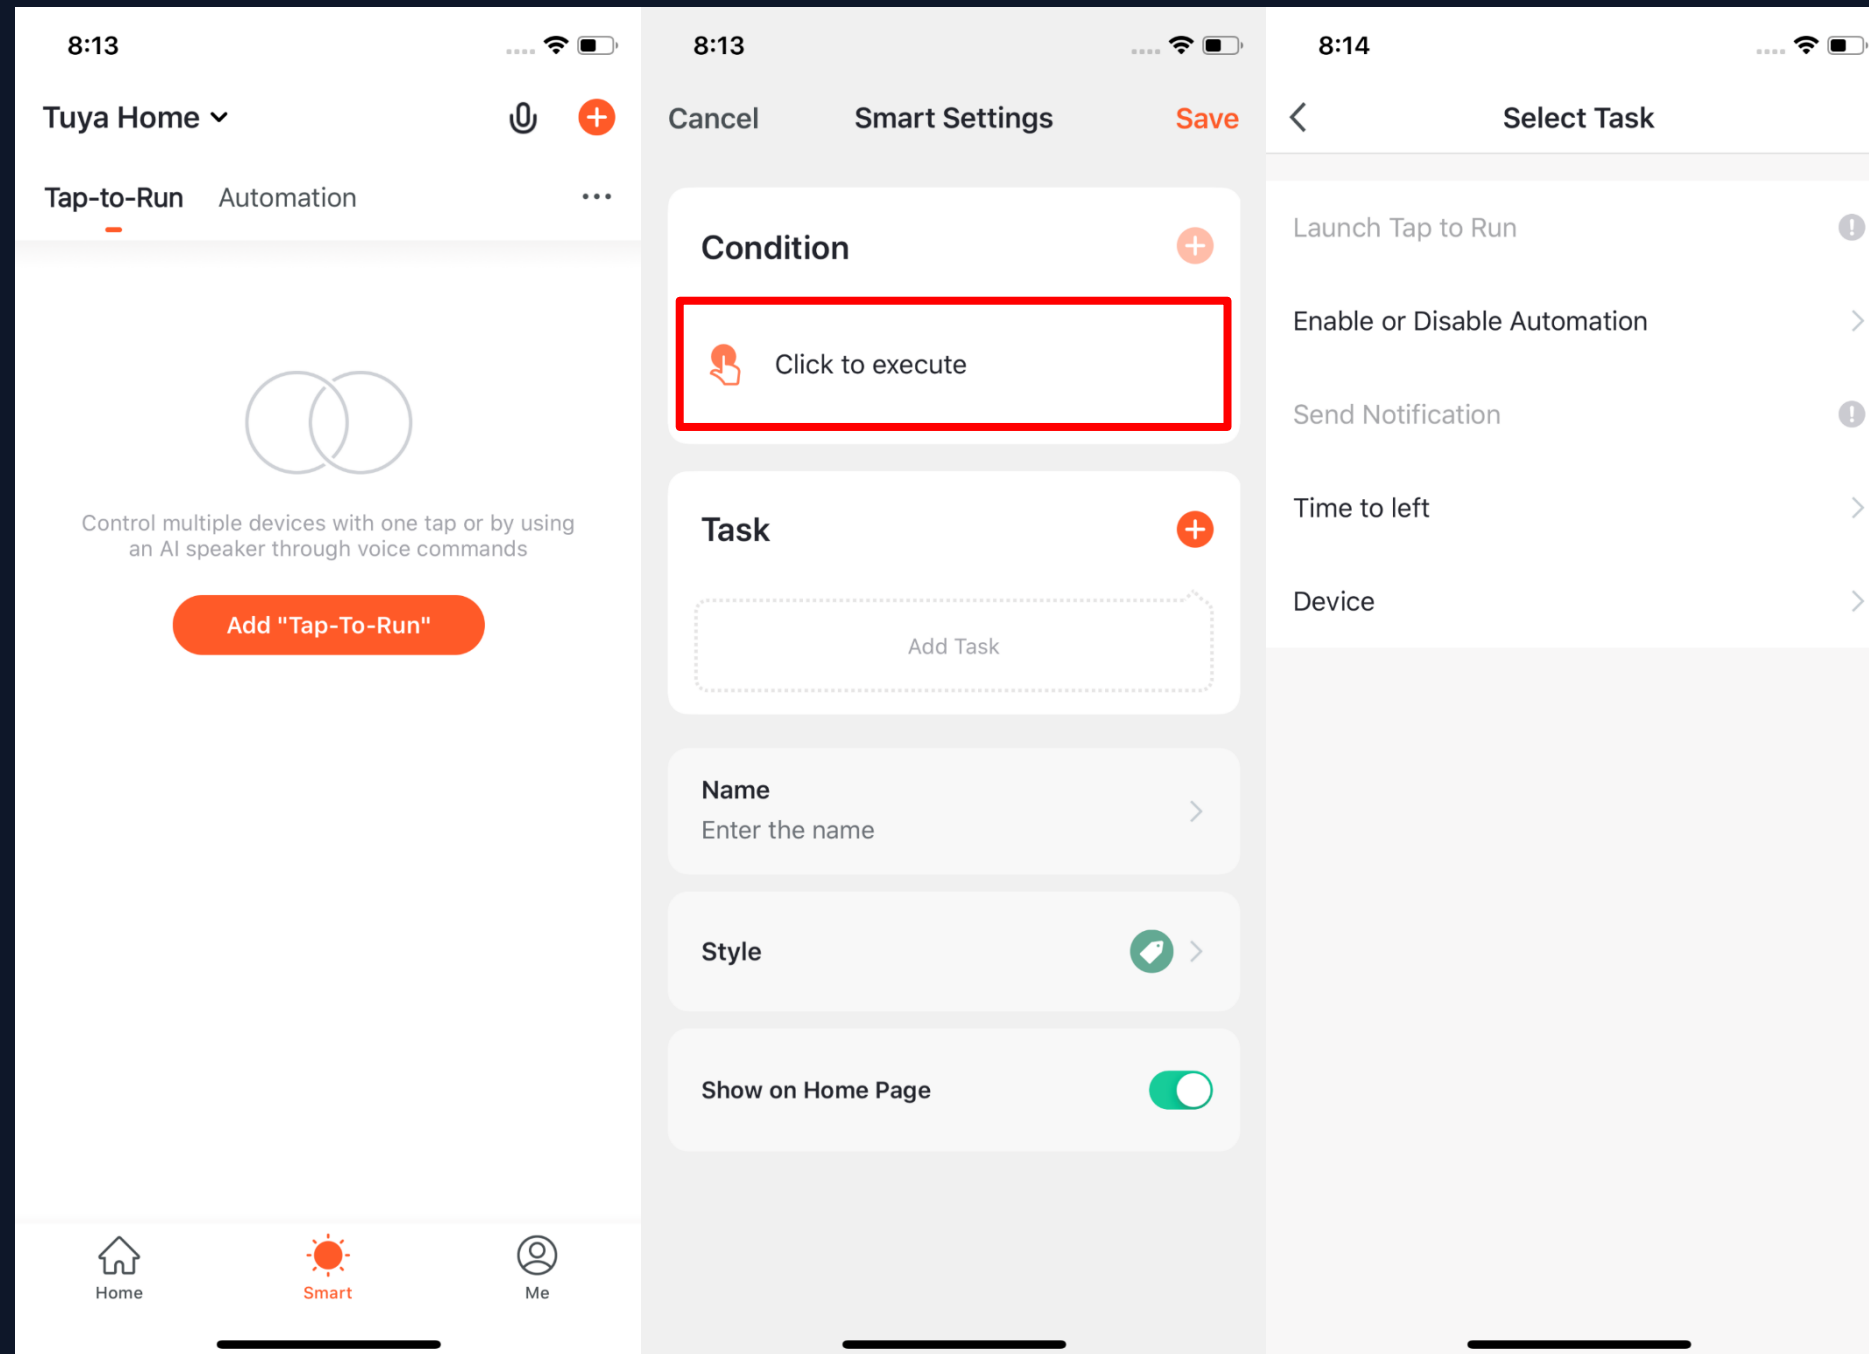 8:13
Tuya Home
Tap-to-Run Automation
Control multiple devices with one tap or by using
an AI speaker through voice commands
Add "Tap-To-Run"
Home Smart Me
8:13
Cancel Smart Settings Save
Condition
Click to execute
Task
Add Task
Name
Enter the name
Style
Show on Home Page
8:14
Select Task
Launch Tap to Run
Enable or Disable Automation
Send Notification
Time to left
Device